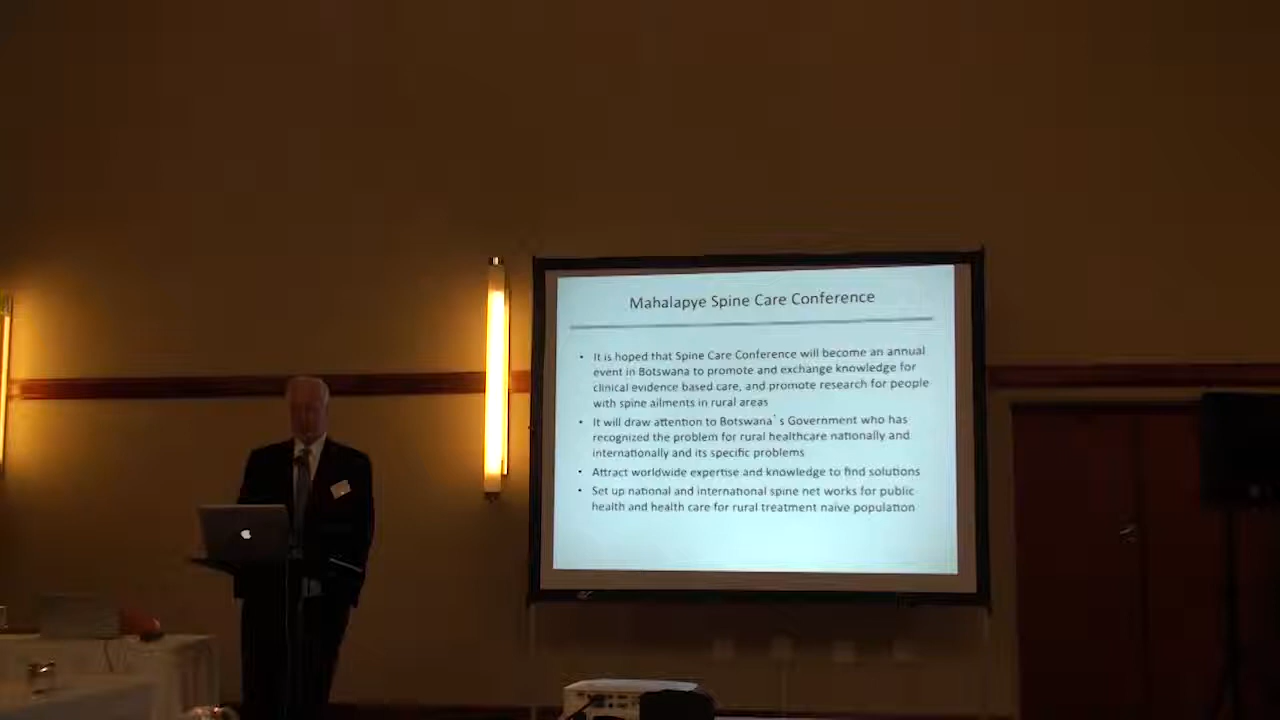 Mahalapye Spine Care Conference
• It is hoped that Spine Care Conference will become an annual
event in Botswana to promote and exchange knowledge for
clinical evidence based care, and promote research for people
with spine ailments in rural areas
• It will draw attention to Botswana`s Government who has
recognized the problem for rural healthcare nationally and
internationally and its specific problems
• Attract worldwide expertise and knowledge to find solutions
• Set up national and international spine net works for public
health and health care for rural treatment naive population